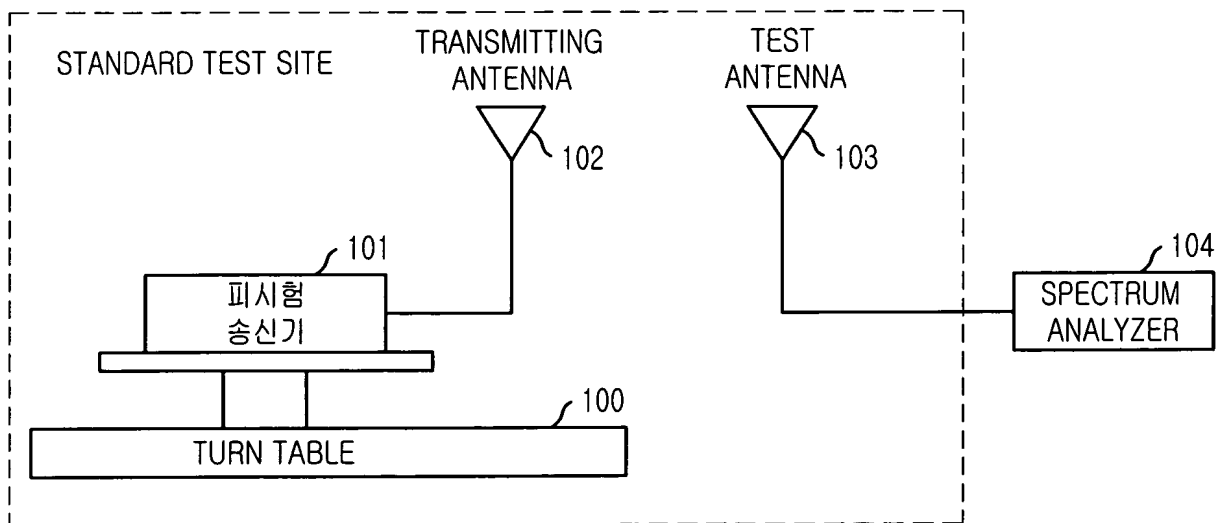 STANDARD TEST SITE
TRANSMITTING
ANTENNA
102
TEST
ANTENNA
103
101
피시험
송신기
104
SPECTRUM
ANALYZER
100
TURN TABLE